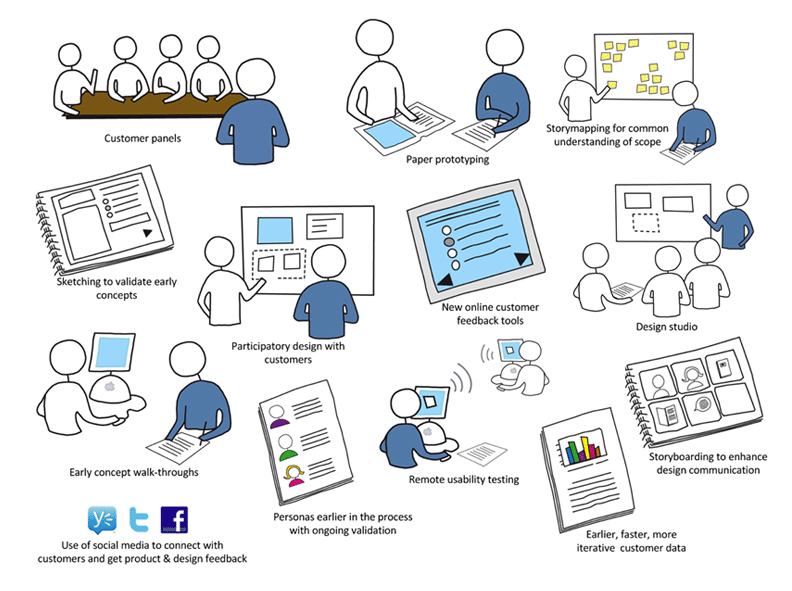 Customer panels
Paper prototyping
Storymapping for common
understanding of scope
Sketching to validate early
concepts
Participatory design with
customers
New online customer
feedback tools
Design studio
Early concept walk-throughs
Personas earlier in the process
with ongoing validation
Remote usability testing
Storyboarding to enhance
design communication
Earlier, faster, more
iterative customer data
Use of social media to connect with
customers and get product & design feedback